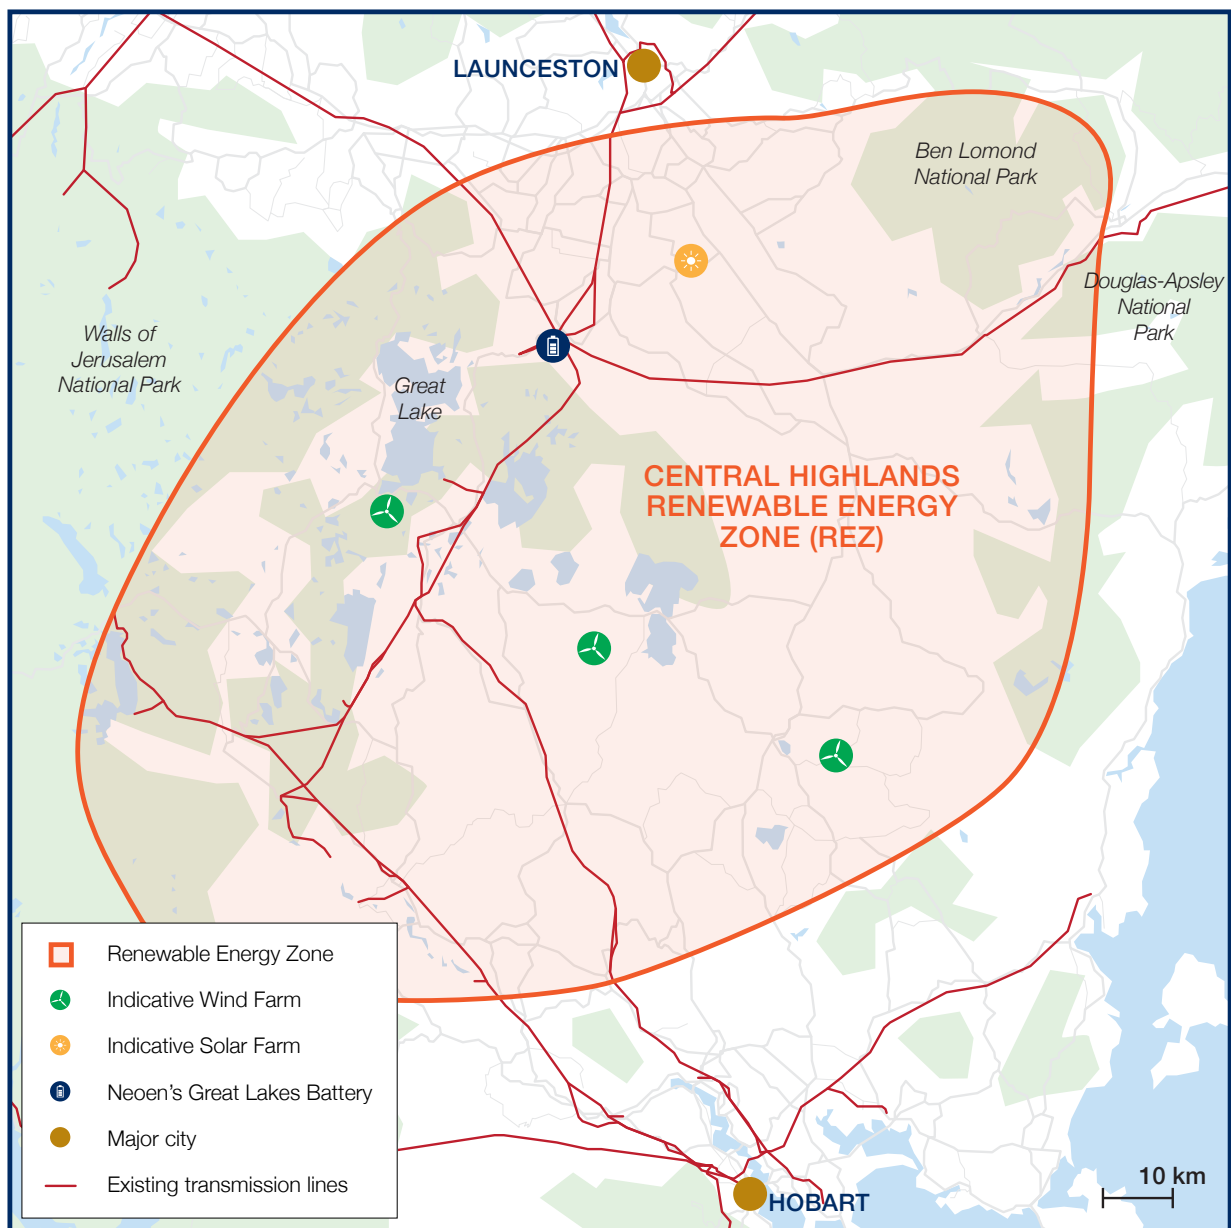 LAUNCESTON
Ben Lomond
National Park
Douglas-Apsley
National
Park
Walls of
Jerusalem
National Park
Great
Lake
CENTRAL HIGHLANDS
RENEWABLE ENERGY
ZONE (REZ)
Renewable Energy Zone
Indicative Wind Farm
Indicative Solar Farm
Neoen's Great Lakes Battery
Major city
Existing transmission lines
10 km
HOBART